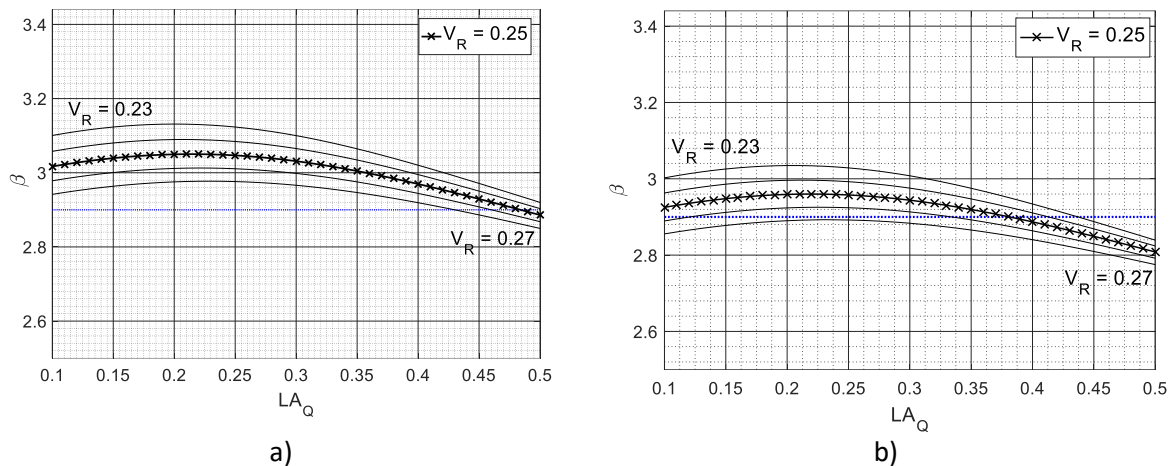 3.4
3.2
3
2.8
2.6
β
V_R = 0.25
V_R = 0.23
V_R = 0.27
0.1 0.15 0.2 0.25 0.3 0.35 0.4 0.45 0.5
LA_Q
a)
3.4
3.2
3
2.8
2.6
β
V_R = 0.25
V_R = 0.23
V_R = 0.27
0.1 0.15 0.2 0.25 0.3 0.35 0.4 0.45 0.5
LA_Q
b)